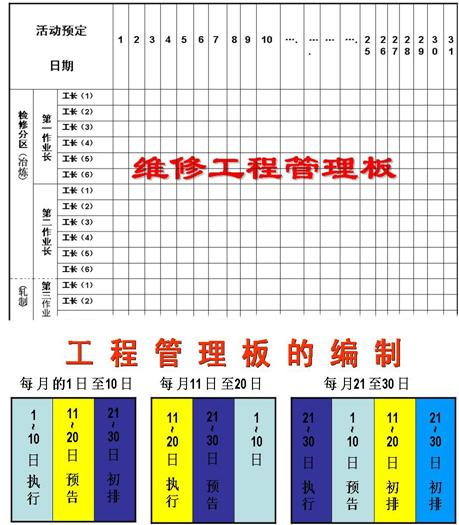 活动预定
日期
1 2 3 4 5 6 7 8 9 10 …. …. … … 25 26 27 28 29 30 31
检修分区(冶炼)
第一作业长
工长（1）
工长（2）
工长（3）
工长（4）
工长（5）
工长（6）
维修工程管理板
第二作业长
工长（1）
工长（2）
工长（3）
工长（4）
工长（5）
工长（6）
(轧制)
第三作业
工长（1）
工长（2）
工程管理板的编制
每月的1日至10日
每月11日至20日
每月21至30日
1~10日执行
11~20日预告
21~30日初排
11~20日执行
21~30日预告
1~10日
21~30日执行
1~10日预告
11~20日初排
21~30日初排